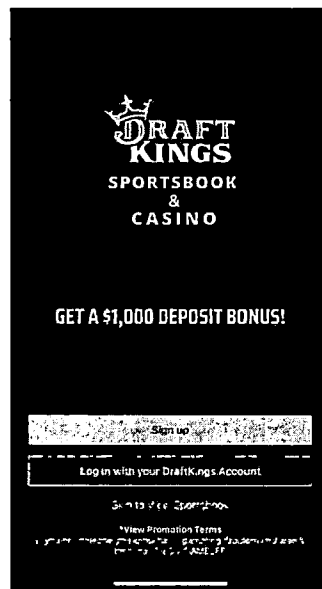 DRAFT
KINGS
SPORTSBOOK
&
CASINO
GET A $1,000 DEPOSIT BONUS!
Sign up
Log in with your DraftKings Account
Sportsbook
*View Promotion Terms